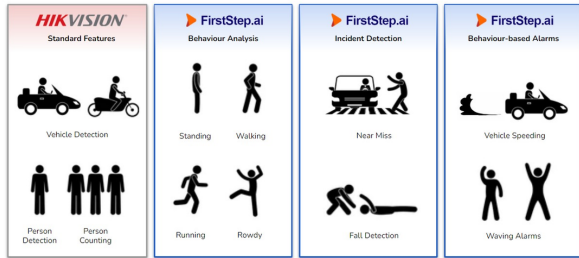 HIKVISION
Standard Features
Vehicle Detection
Person
Detection
Person
Counting
FirstStep.ai
Behaviour Analysis
Standing
Walking
Running
Rowdy
FirstStep.ai
Incident Detection
Near Miss
Fall Detection
FirstStep.ai
Behaviour-based Alarms
Vehicle Speeding
Waving Alarms